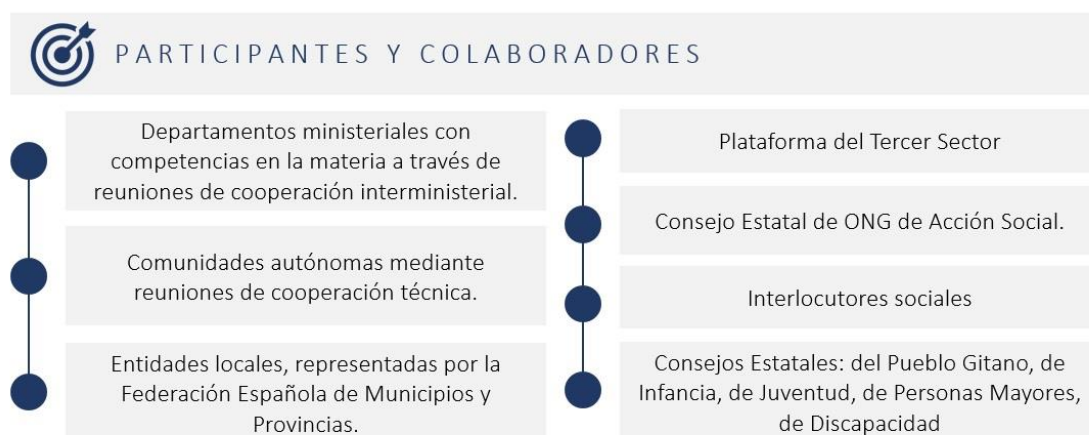 PARTICIPANTES Y COLABORADORES
Departamentos ministeriales con
competencias en la materia a través de
reuniones de cooperación interministerial.
Comunidades autónomas mediante
reuniones de cooperación técnica.
Entidades locales, representadas por la
Federación Española de Municipios y
Provincias.
Plataforma del Tercer Sector
Consejo Estatal de ONG de Acción Social.
Interlocutores sociales
Consejos Estatales: del Pueblo Gitano, de
Infancia, de Juventud, de Personas Mayores,
de Discapacidad